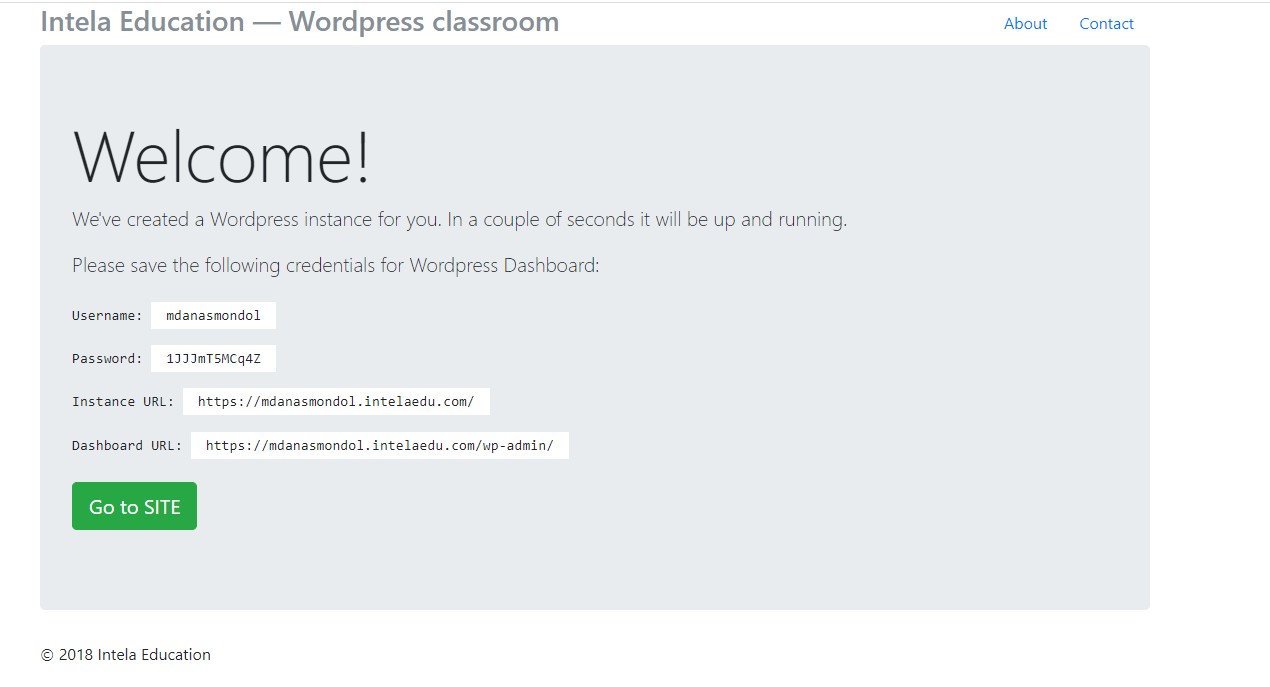 Intela Education — Wordpress classroom
About
Contact
Welcome!
We've created a Wordpress instance for you. In a couple of seconds it will be up and running.
Please save the following credentials for Wordpress Dashboard:
Username: mdanasmondol
Password: 1JJJmT5MCq4Z
Instance URL: https://mdanasmondol.intelaedu.com/
Dashboard URL: https://mdanasmondol.intelaedu.com/wp-admin/
Go to SITE
© 2018 Intela Education